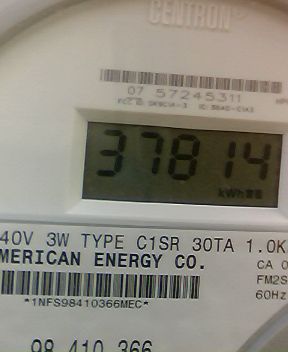 CENTRON
07 57245311
37814
kWh
40V 3W TYPE C1SR 30TA 1.0K
MERICAN ENERGY CO.
CA 0
FM2S
60Hz
*1NFS98410366MEC*
98 410 366